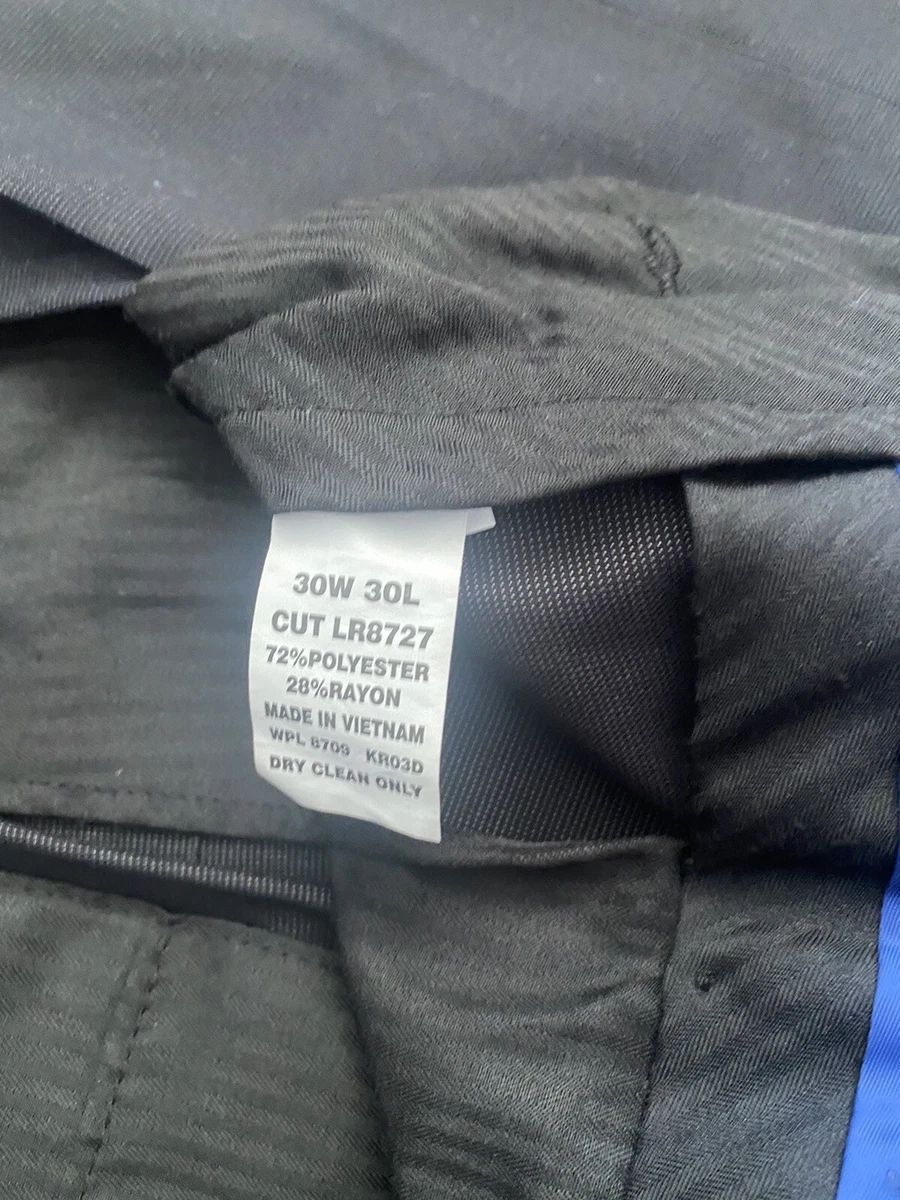 30W 30L
CUT LR8727
72%POLYESTER
28%RAYON
MADE IN VIETNAM
WPL 8709 KR03D
DRY CLEAN ONLY